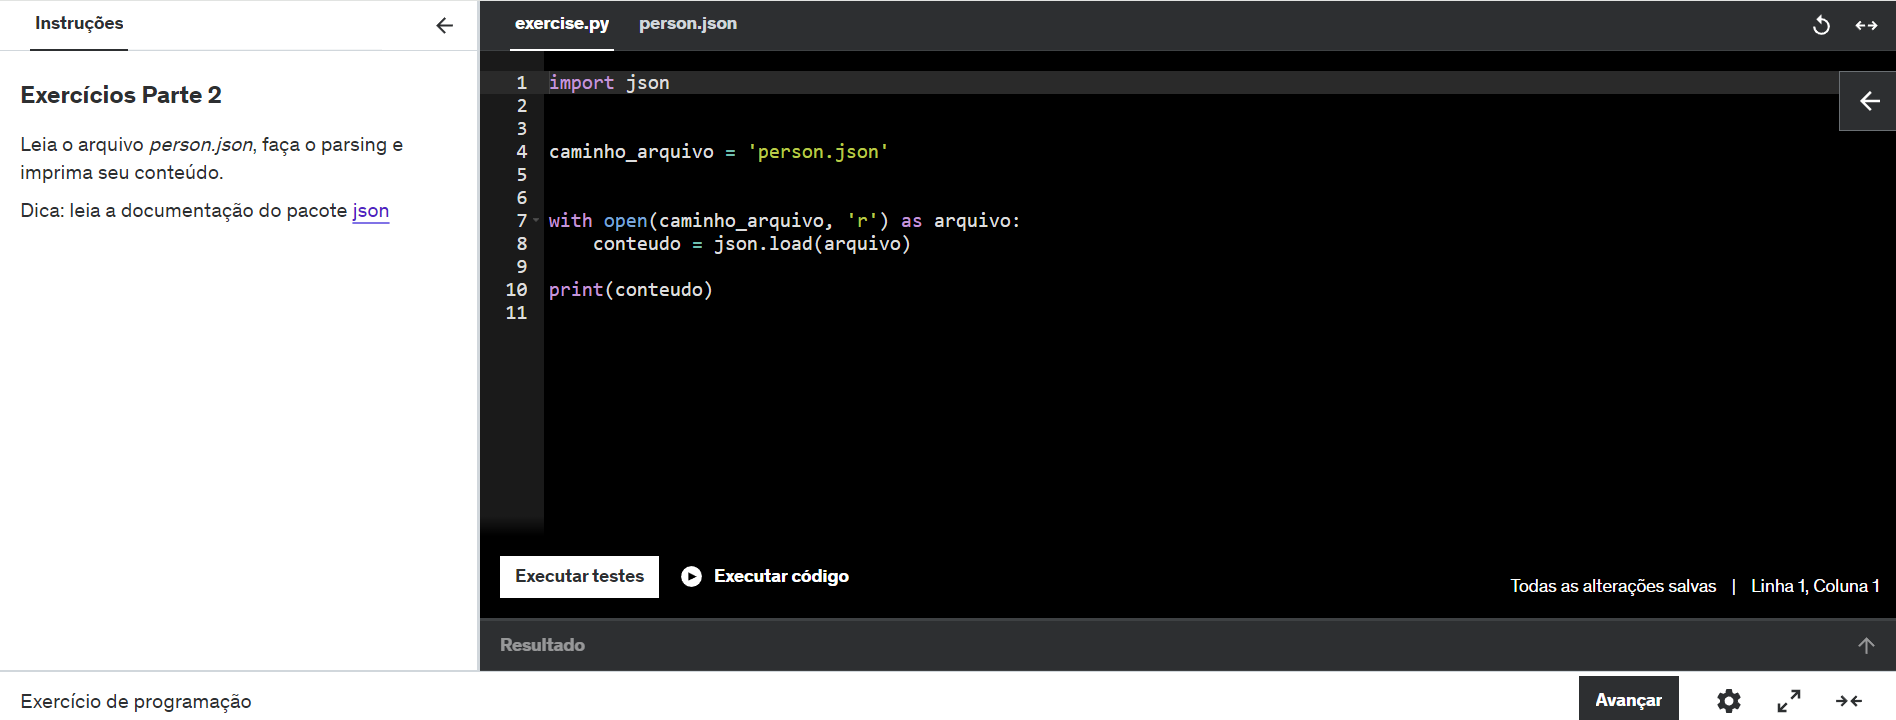 Instruções
exercise.py
person.json
Exercícios Parte 2
Leia o arquivo person.json, faça o parsing e
imprima seu conteúdo.
Dica: leia a documentação do pacote json
1 import json
2
3
4 caminho_arquivo = 'person.json'
5
6
7 with open(caminho_arquivo, 'r') as arquivo:
8     conteudo = json.load(arquivo)
9
10 print(conteudo)
11
Executar testes
Executar código
Todas as alterações salvas | Linha 1, Coluna 1
Resultado
Exercício de programação
Avançar